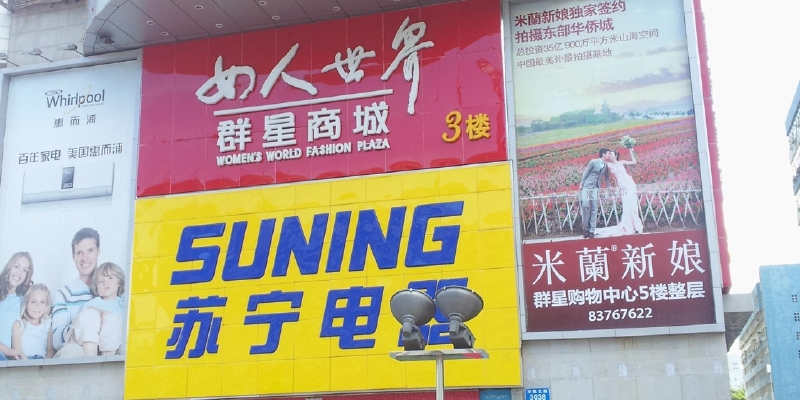 Whirlpool
惠而浦
百年家电 美国惠而浦
女人世界
群星商城
WOMEN'S WORLD FASHION PLAZA
3楼
SUNING
苏宁电器
米蘭新娘独家签约
拍摄东部华侨城
总投资35亿 900万平方米山海空间
中国最美外景拍摄基地
米蘭®新娘
群星购物中心5楼整层
83767622
3038